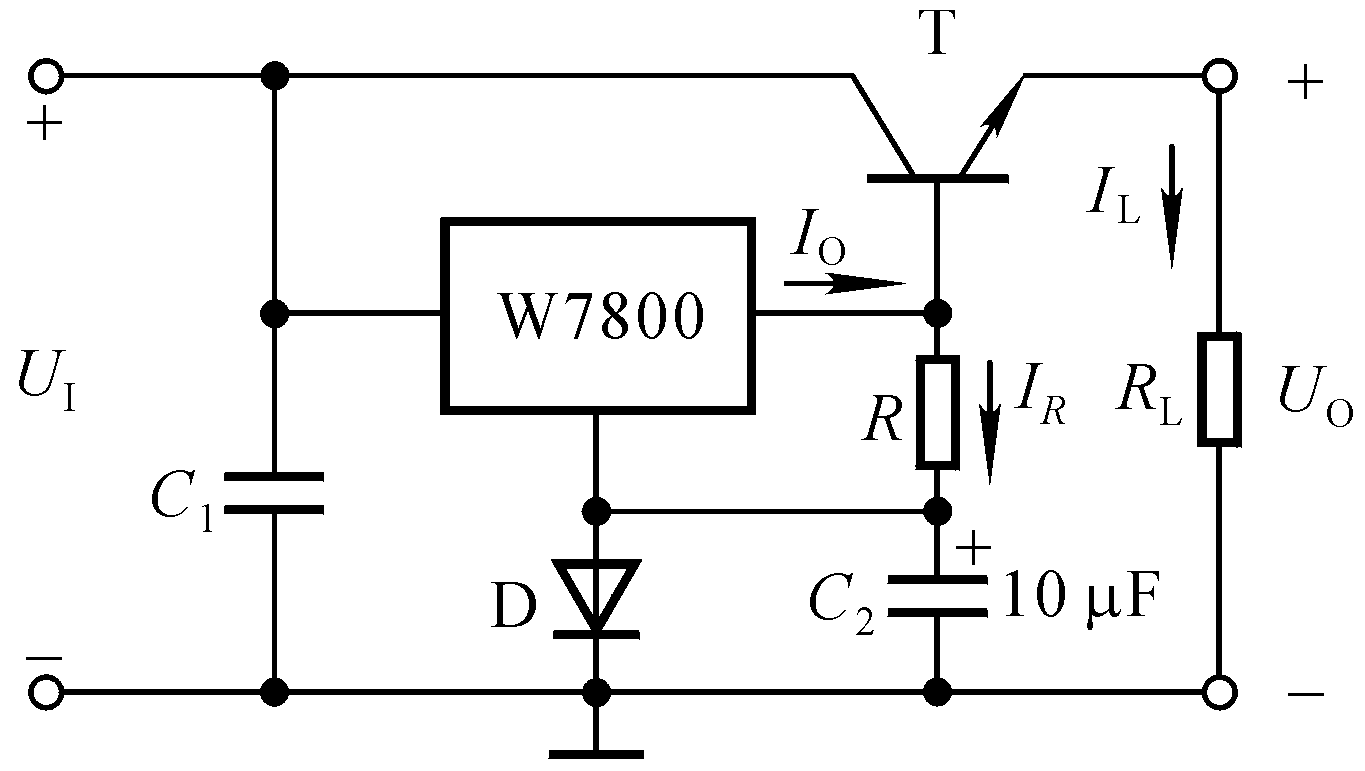 T
+
+
I_L
I_O
W7800
U_I
R
I_R
R_L
U_O
C_1
+
D
C_2
10 μF
−
−